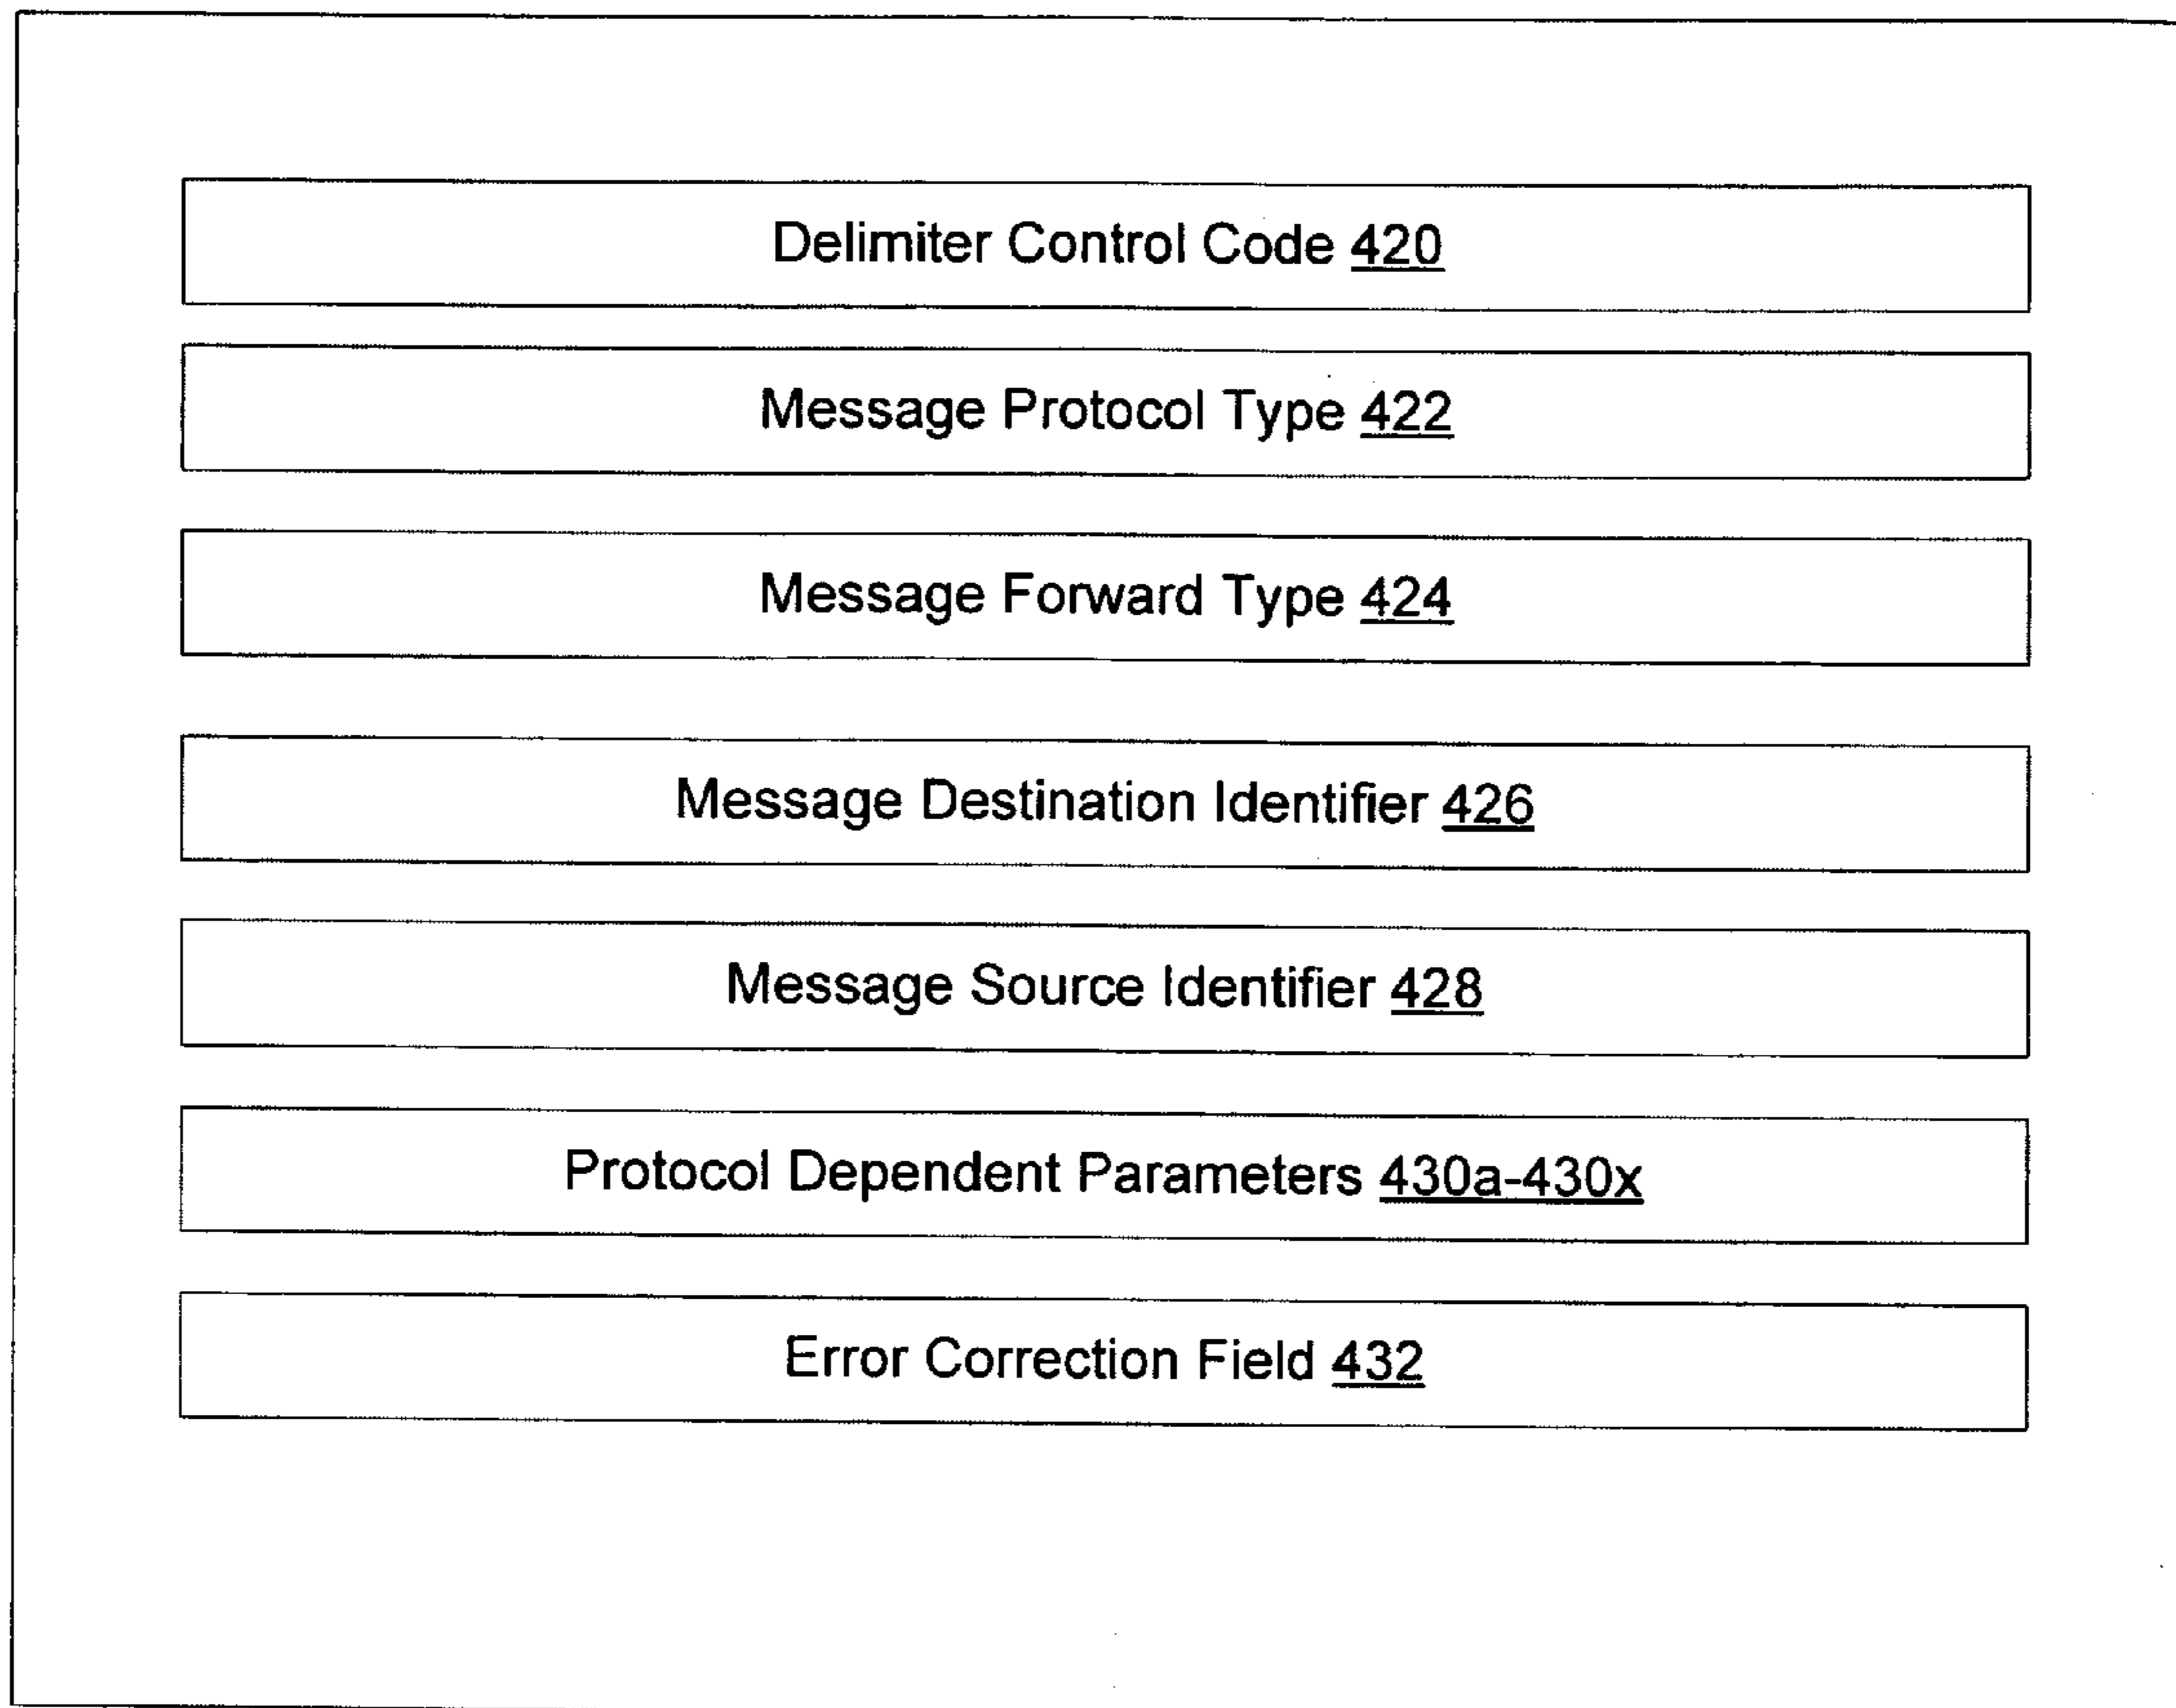 Delimiter Control Code 420
Message Protocol Type 422
Message Forward Type 424
Message Destination Identifier 426
Message Source Identifier 428
Protocol Dependent Parameters 430a-430x
Error Correction Field 432